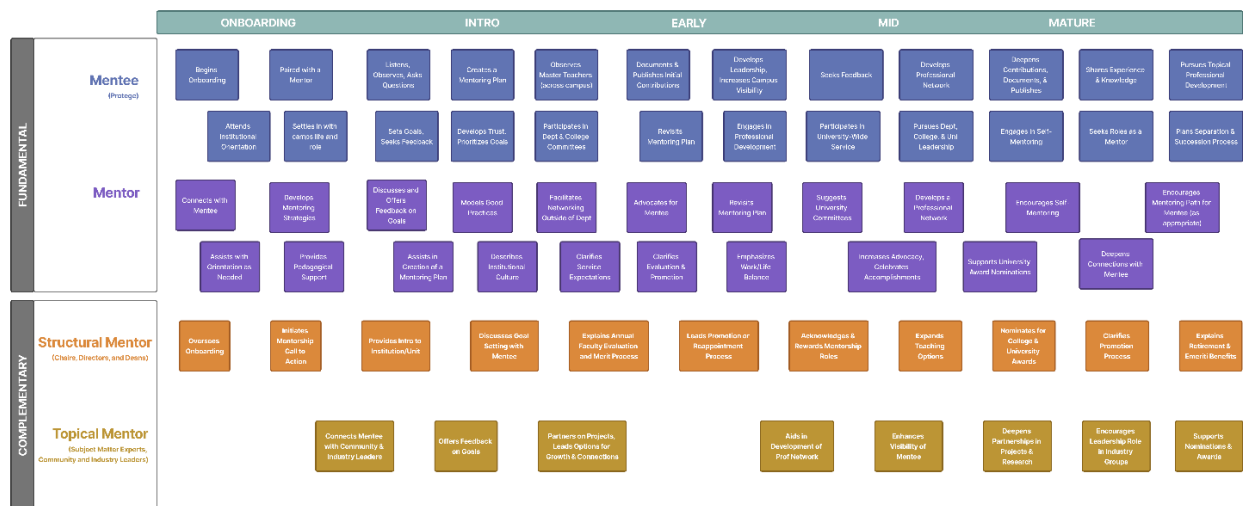 ONBOARDING INTRO EARLY MID MATURE
FUNDAMENTAL
Mentee
(Protege)
Begins
Onboarding
Paired with a
Mentor
Listens,
Observes, Asks
Questions
Creates a
Mentoring Plan
Observes
Master Teachers
(across campus)
Documents &
Publishes Initial
Contributions
Develops
Leadership,
Increases Campus
Visibility
Seeks Feedback
Develops
Professional
Network
Deepens
Contributions,
Documents, &
Publishes
Shares Experience
& Knowledge
Pursues Topical
Professional
Development
Attends
Institutional
Orientation
Settles in with
camps life and
role
Sets Goals,
Seeks Feedback
Develops Trust,
Prioritizes Goals
Participates in
Dept & College
Committees
Revisits
Mentoring Plan
Engages in
Professional
Development
Participates in
University-Wide
Service
Pursues Dept,
College, & Uni
Leadership
Engages in Self-
Mentoring
Seeks Roles as a
Mentor
Plans Separation &
Succession Process
Mentor
Connects with
Mentee
Develops
Mentoring
Strategies
Discusses and
Offers
Feedback on
Goals
Models Good
Practices
Facilitates
Networking
Outside of Dept
Advocates for
Mentee
Revisits
Mentoring Plan
Suggests
University
Committees
Develops a
Professional
Network
Encourages Self
Mentoring
Encourages
Mentoring Path for
Mentee (as
appropriate)
Assists with
Orientation as
Needed
Provides
Pedagogical
Support
Assists in
Creation of a
Mentoring Plan
Describes
Institutional
Culture
Clarifies
Service
Expectations
Clarifies
Evaluation &
Promotion
Emphasizes
Work/Life
Balance
Increases Advocacy,
Celebrates
Accomplishments
Supports University
Award Nominations
Deepens
Connections with
Mentee
COMPLEMENTARY
Structural Mentor
(Chairs, Directors, and Deans)
Oversees
Onboarding
Initiates
Mentorship
Call to
Action
Provides Intro to
Institution/Unit
Discusses Goal
Setting with
Mentee
Explains Annual
Faculty Evaluation
and Merit Process
Leads Promotion or
Reappointment
Process
Acknowledges &
Rewards Mentorship
Roles
Expands
Teaching
Options
Nominates for
College &
University
Awards
Clarifies
Promotion
Process
Explains
Retirement &
Emeriti Benefits
Topical Mentor
(Subject Matter Experts,
Community and Industry Leaders)
Connects Mentee
with Community &
Industry Leaders
Offers Feedback
on Goals
Partners on Projects,
Leads Options for
Growth & Connections
Aids in
Development of
Prof Network
Enhances
Visibility of
Mentee
Deepens
Partnerships in
Projects &
Research
Encourages
Leadership Role
in Industry
Groups
Supports
Nominations &
Awards